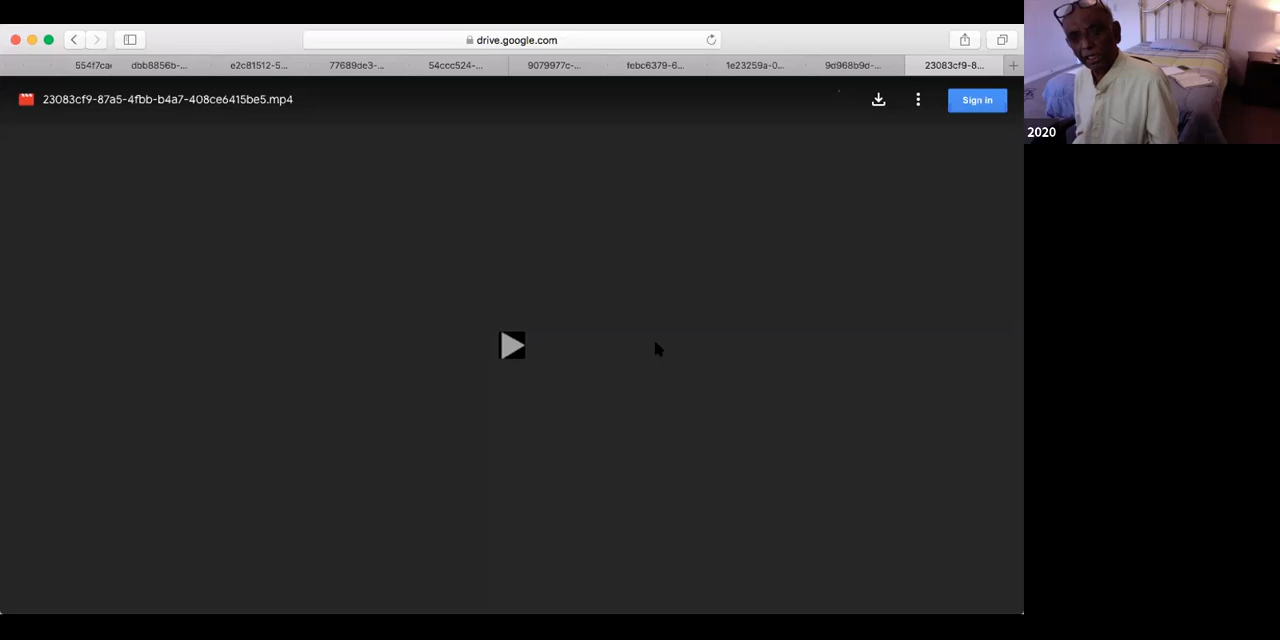 drive.google.com
554f7ca dbb8856b-... e2c81512-5... 77689de3-... 54ccc524-... 9079977c-... febc6379-6... 1e23259a-0... 9d968b9d-... 23083cf9-8...
23083cf9-87a5-4fbb-b4a7-408ce6415be5.mp4 Sign in
2020